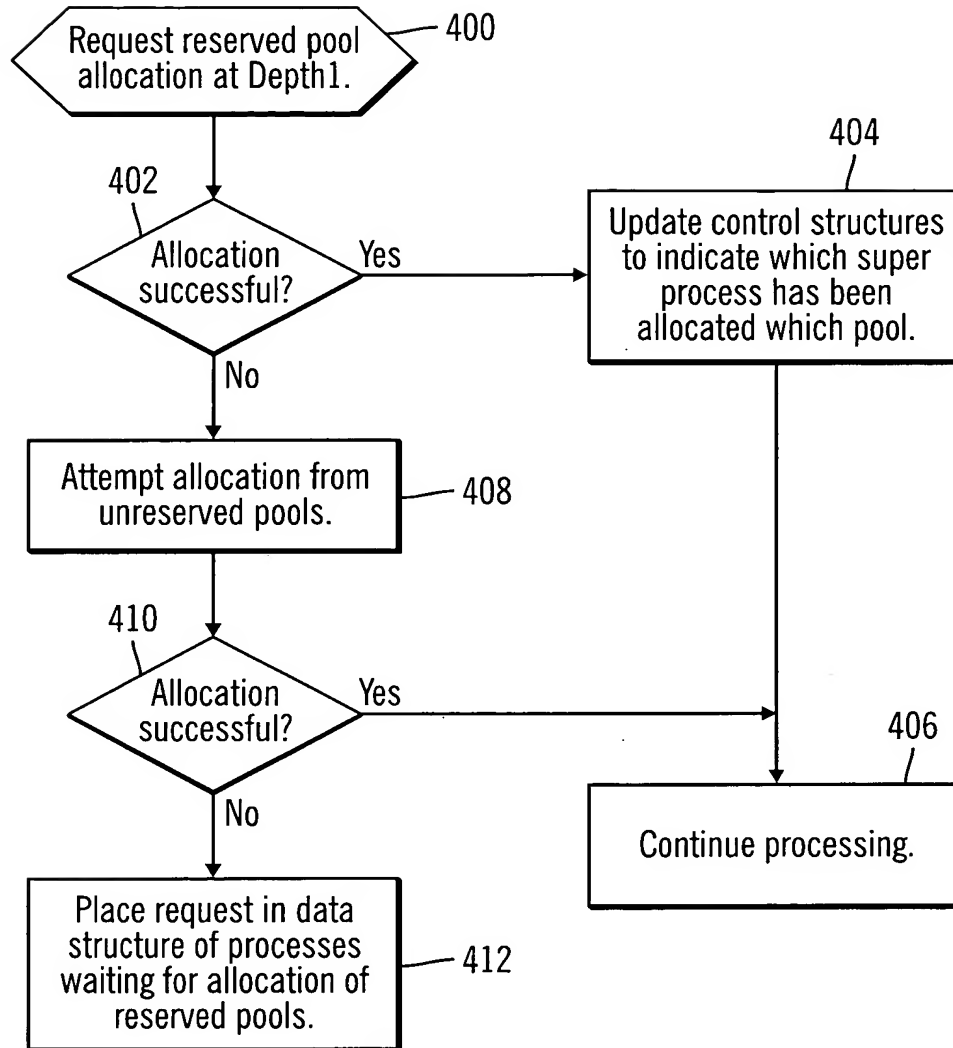 Request reserved pool
allocation at Depth1.
400
402
Allocation
successful?
Yes
No
404
Update control structures
to indicate which super
process has been
allocated which pool.
Attempt allocation from
unreserved pools.
408
410
Allocation
successful?
Yes
No
406
Continue processing.
Place request in data
structure of processes
waiting for allocation of
reserved pools.
412